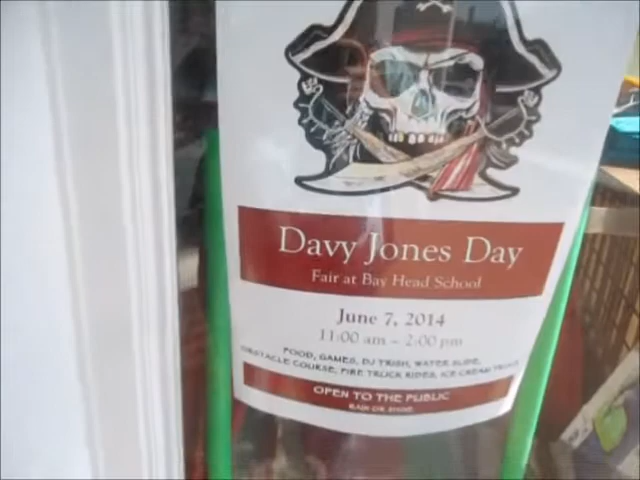 Davy Jones Day
Fair at Bay Head School
June 7, 2014
11:00 am – 2:00 pm
FOOD, GAMES, DJ TRISH, WATER SLIDE,
OBSTACLE COURSE, FIRE TRUCK RIDES, ICE CREAM TRUCK
OPEN TO THE PUBLIC
RAIN OR SHINE